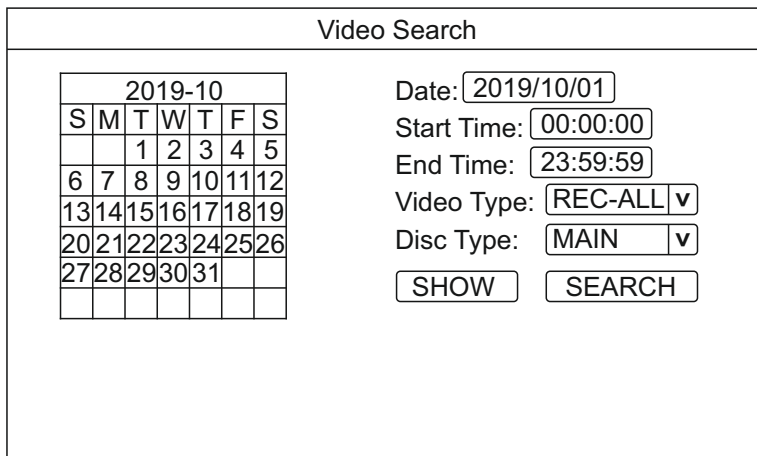 Video Search
2019-10
S M T W T F S
1 2 3 4 5
6 7 8 9 10 11 12
13 14 15 16 17 18 19
20 21 22 23 24 25 26
27 28 29 30 31
Date: 2019/10/01
Start Time: 00:00:00
End Time: 23:59:59
Video Type: REC-ALL v
Disc Type: MAIN v
SHOW SEARCH